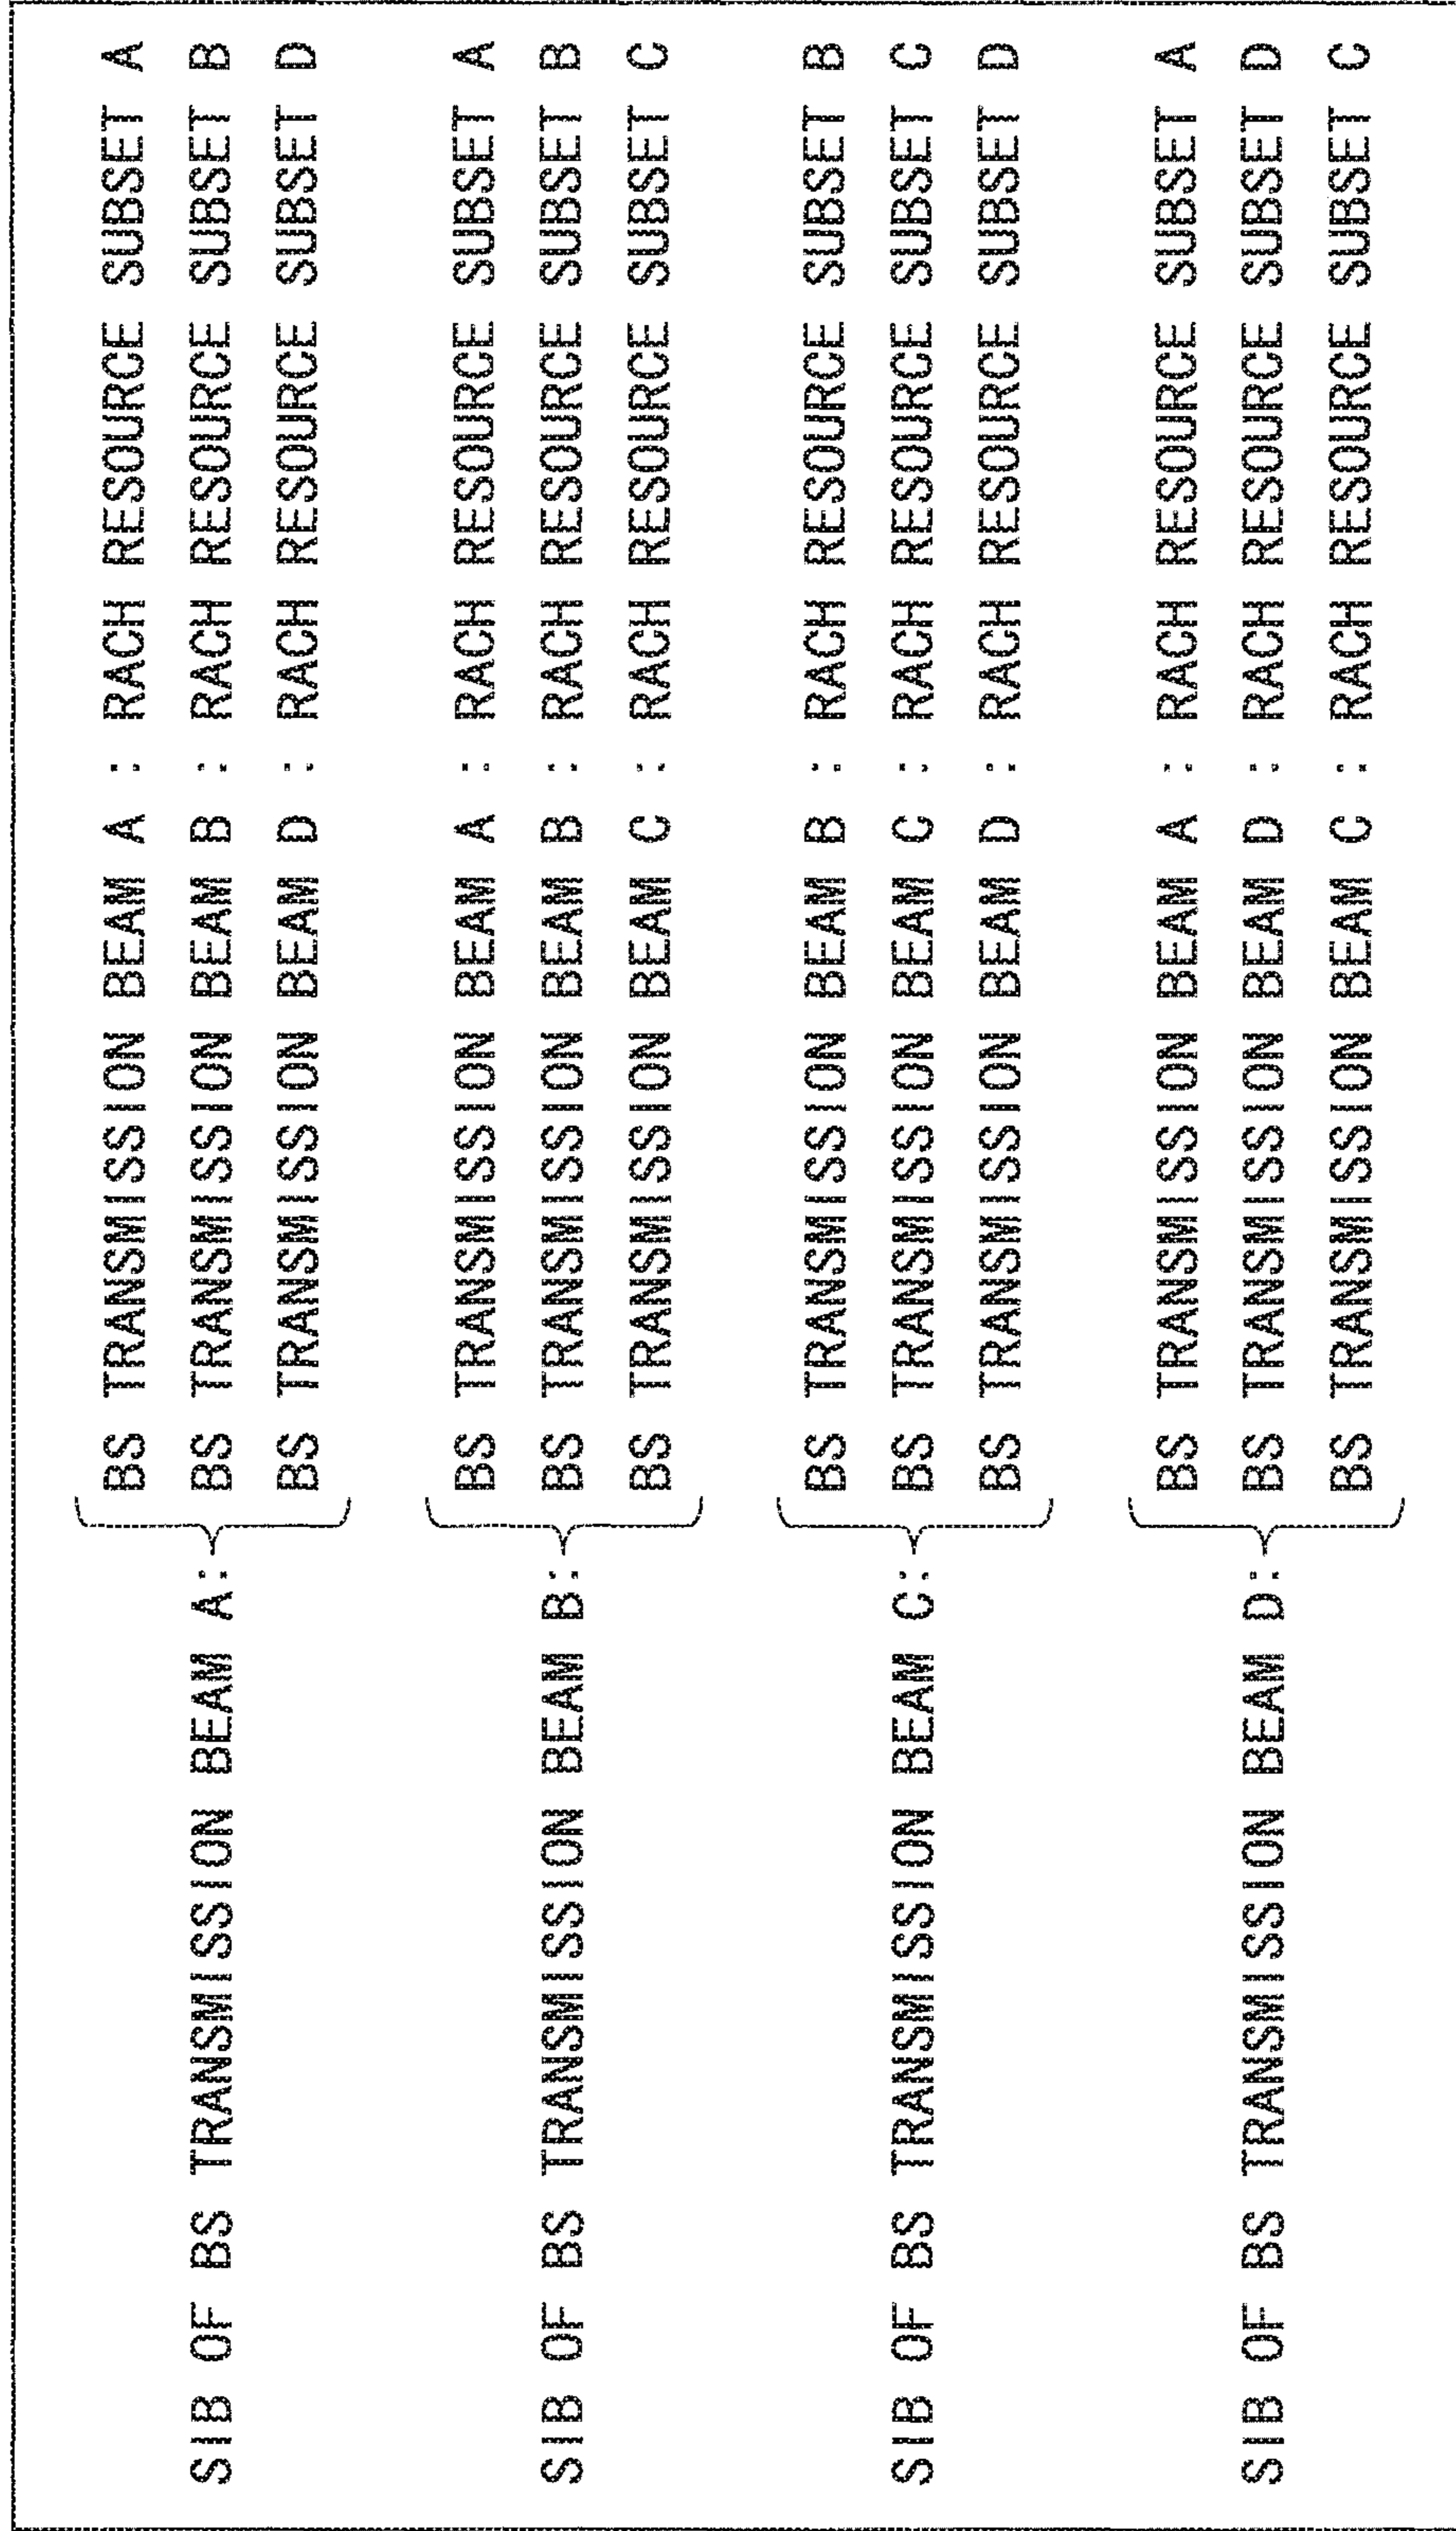 BS TRANSMISSION BEAM A : RACH RESOURCE SUBSET A
SIB OF BS TRANSMISSION BEAM A: BS TRANSMISSION BEAM B : RACH RESOURCE SUBSET B
BS TRANSMISSION BEAM D : RACH RESOURCE SUBSET D
BS TRANSMISSION BEAM A : RACH RESOURCE SUBSET A
SIB OF BS TRANSMISSION BEAM B: BS TRANSMISSION BEAM B : RACH RESOURCE SUBSET B
BS TRANSMISSION BEAM C : RACH RESOURCE SUBSET C
BS TRANSMISSION BEAM B : RACH RESOURCE SUBSET B
SIB OF BS TRANSMISSION BEAM C: BS TRANSMISSION BEAM C : RACH RESOURCE SUBSET C
BS TRANSMISSION BEAM D : RACH RESOURCE SUBSET D
BS TRANSMISSION BEAM A : RACH RESOURCE SUBSET A
SIB OF BS TRANSMISSION BEAM D: BS TRANSMISSION BEAM D : RACH RESOURCE SUBSET D
BS TRANSMISSION BEAM C : RACH RESOURCE SUBSET C